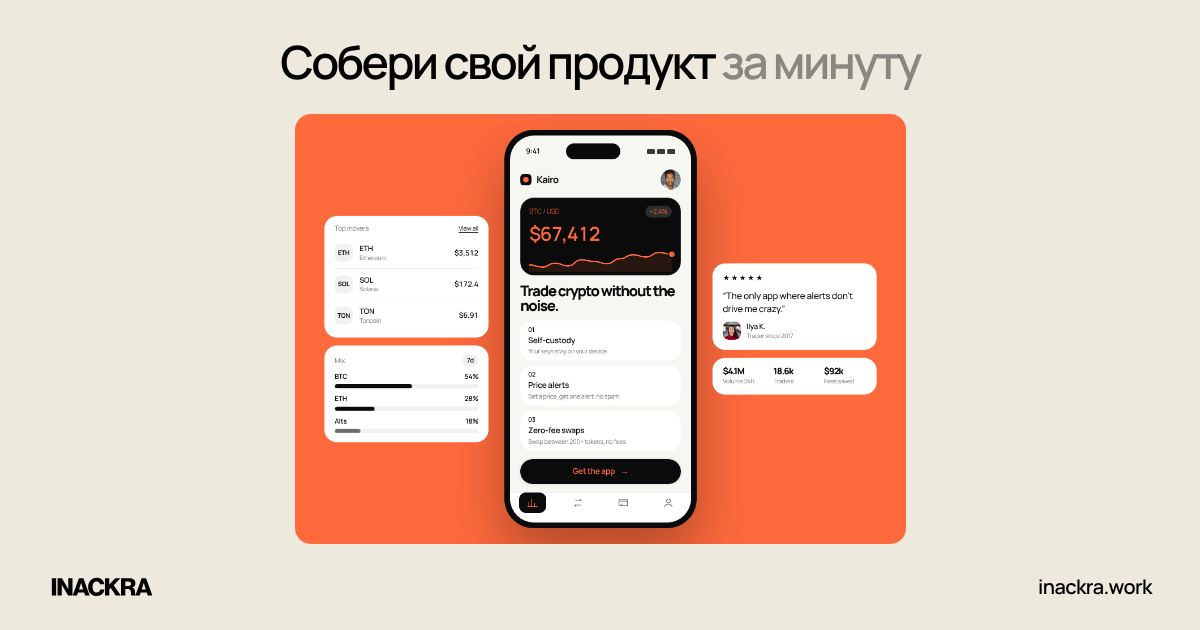 Собери свой продукт за минуту
Top movers View all
ETH ETH $3,512
Ethereum
SOL SOL $172.4
Solana
TON TON $6.91
Toncoin
Mix 7d
BTC 54%
ETH 28%
Alts 18%
9:41
Kairo
BTC / USD +2.4%
$67,412
Trade crypto without the
noise.
01
Self-custody
Your keys stay on your device.
02
Price alerts
Set a price, get one alert, no spam.
03
Zero-fee swaps
Swap between 200+ tokens, no fees.
Get the app →
★★★★★
"The only app where alerts don't
drive me crazy."
Ilya K.
Trader since 2017
$4.1M 18.6k $92k
Volume 24h Traders Fees saved
INACKRA
inackra.work